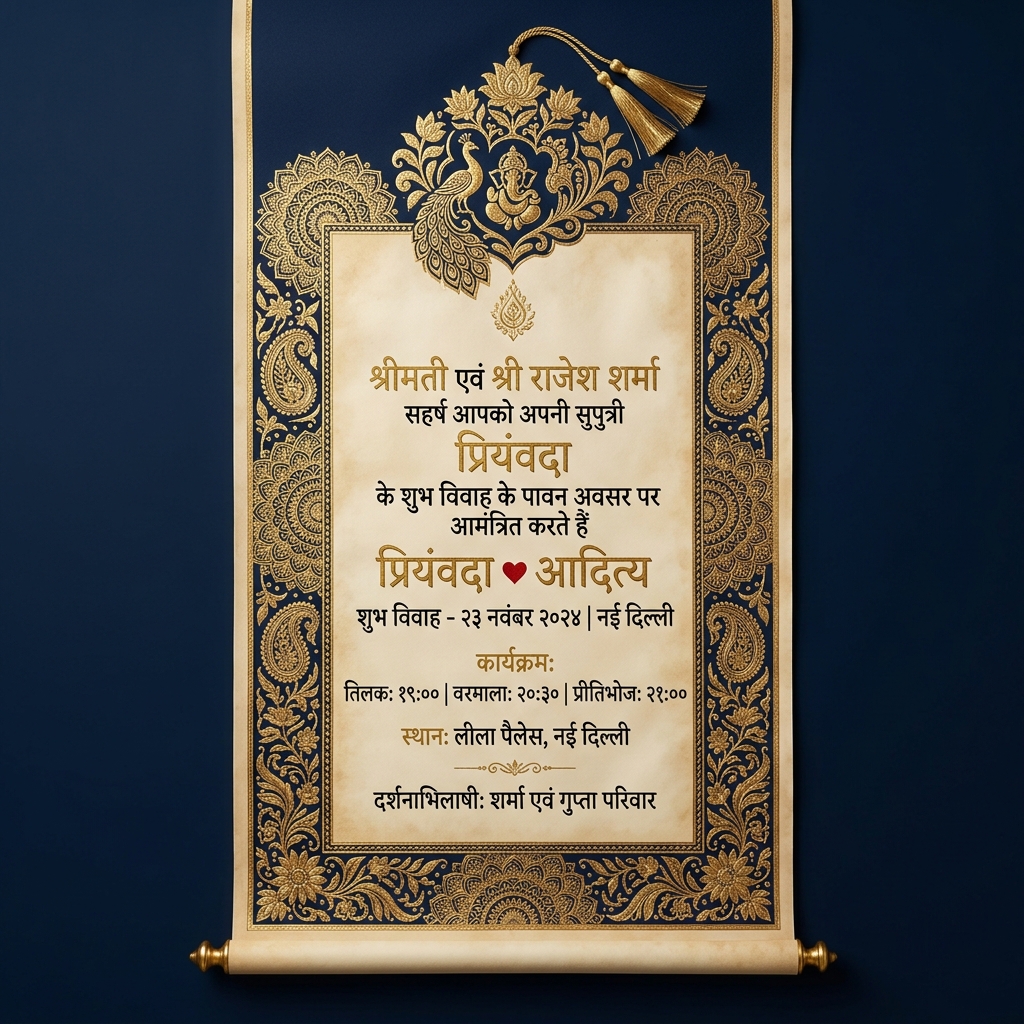 श्रीमती एवं श्री राजेश शर्मा
सहर्ष आपको अपनी सुपुत्री
प्रियंवदा
के शुभ विवाह के पावन अवसर पर
आमंत्रित करते हैं
प्रियंवदा ♥ आदित्य
शुभ विवाह - २३ नवंबर २०२४ | नई दिल्ली
कार्यक्रम:
तिलक: १९:०० | वरमाला: २०:३० | प्रीतिभोज: २१:००
स्थान: लीला पैलेस, नई दिल्ली
दर्शनाभिलाषी: शर्मा एवं गुप्ता परिवार